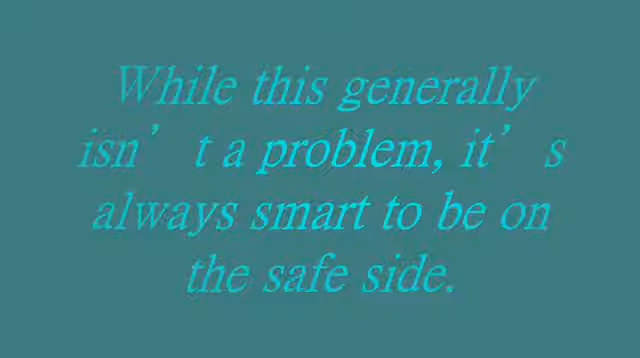 While this generally
isn’t a problem, it’s
always smart to be on
the safe side.